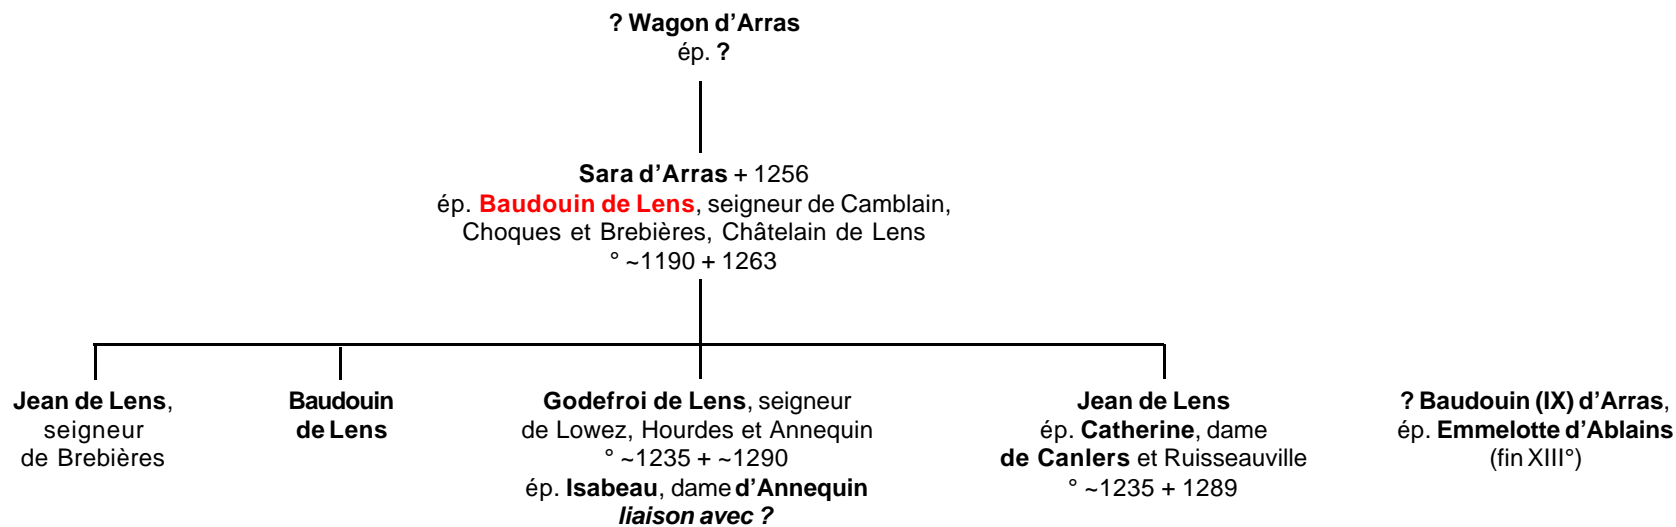 ? Wagon d’Arras
ép. ?
Sara d’Arras + 1256
ép. Baudouin de Lens, seigneur de Camblain,
Choques et Brebières, Châtelain de Lens
° ~1190 + 1263
Jean de Lens,
seigneur
de Brebières
Baudouin
de Lens
Godefroi de Lens, seigneur
de Lowez, Hourdes et Annequin
° ~1235 + ~1290
ép. Isabeau, dame d’Annequin
liaison avec ?
Jean de Lens
ép. Catherine, dame
de Canlers et Ruisseauville
° ~1235 + 1289
? Baudouin (IX) d’Arras,
ép. Emmelotte d’Ablains
(fin XIII°)